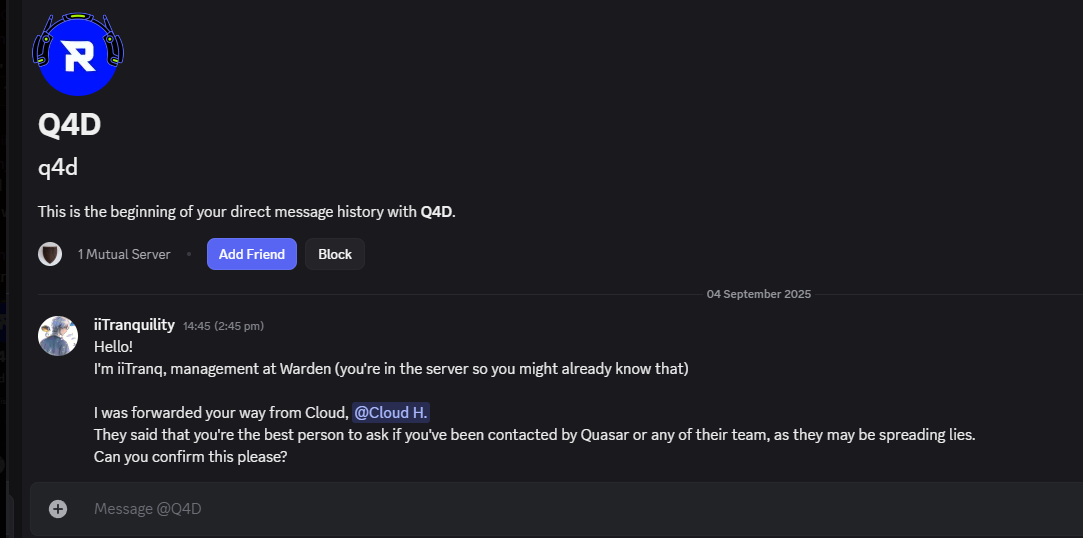 R
Q4D
q4d
This is the beginning of your direct message history with Q4D.
1 Mutual Server • Add Friend Block
04 September 2025
iiTranquility 14:45 (2:45 pm)
Hello!
I'm iiTranq, management at Warden (you're in the server so you might already know that)
I was forwarded your way from Cloud, @Cloud H.
They said that you're the best person to ask if you've been contacted by Quasar or any of their team, as they may be spreading lies.
Can you confirm this please?
Message @Q4D